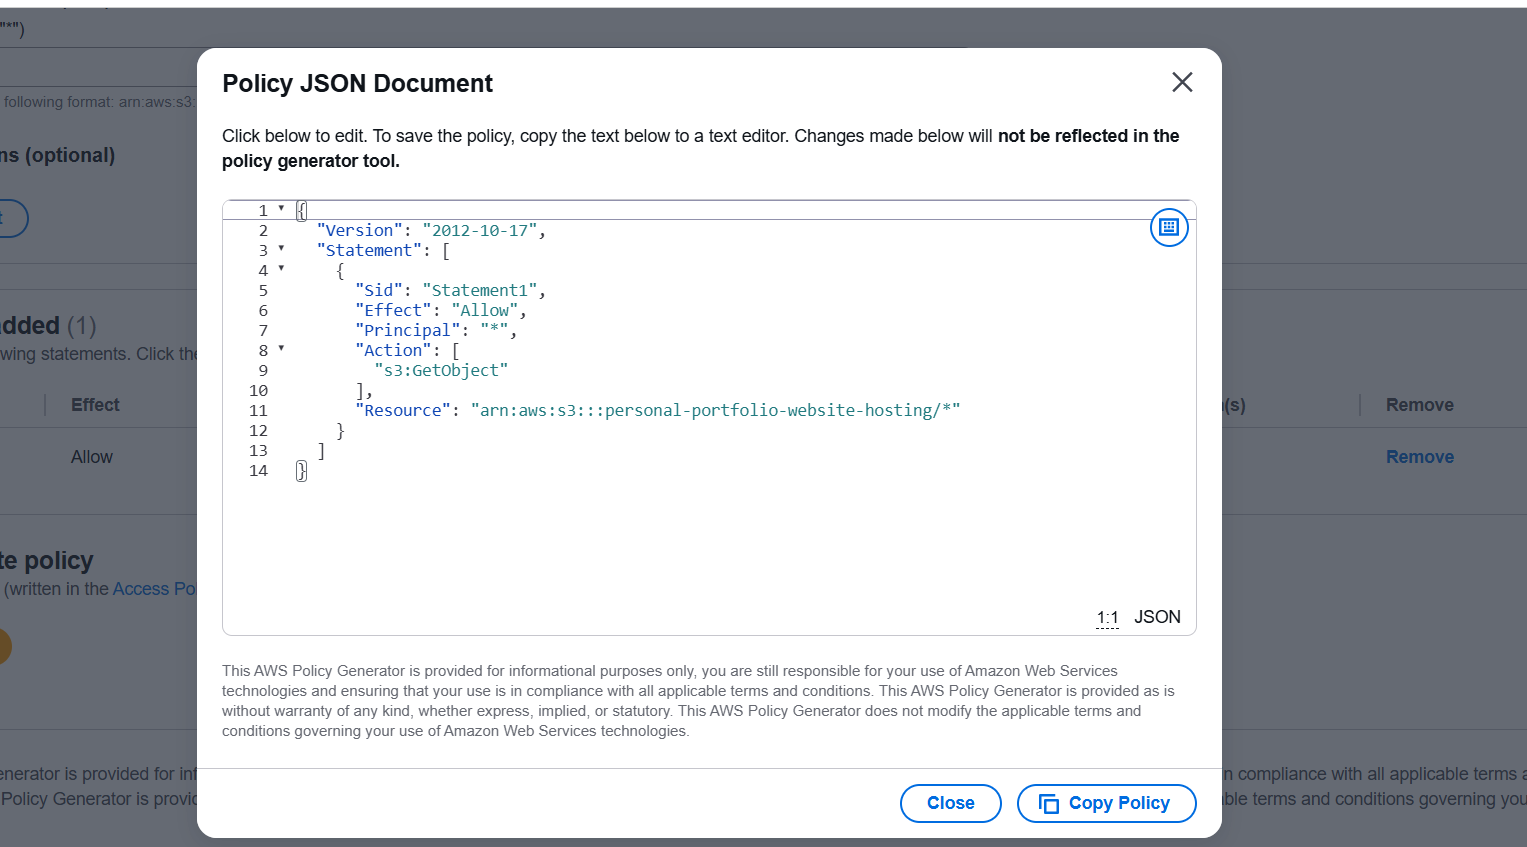 "*")
following format: arn:aws:s3:
ns (optional)
t
added (1)
wing statements. Click the
Effect
(s)
Remove
Allow
Remove
te policy
(written in the Access Pol
enerator is provided for inf
n compliance with all applicable terms a
Policy Generator is provid
ble terms and conditions governing you
Policy JSON Document
Click below to edit. To save the policy, copy the text below to a text editor. Changes made below will not be reflected in the
policy generator tool.
1 {
2 "Version": "2012-10-17",
3 "Statement": [
4 {
5 "Sid": "Statement1",
6 "Effect": "Allow",
7 "Principal": "*",
8 "Action": [
9 "s3:GetObject"
10 ],
11 "Resource": "arn:aws:s3:::personal-portfolio-website-hosting/*"
12 }
13 ]
14 }
1:1 JSON
This AWS Policy Generator is provided for informational purposes only, you are still responsible for your use of Amazon Web Services
technologies and ensuring that your use is in compliance with all applicable terms and conditions. This AWS Policy Generator is provided as is
without warranty of any kind, whether express, implied, or statutory. This AWS Policy Generator does not modify the applicable terms and
conditions governing your use of Amazon Web Services technologies.
Close
Copy Policy